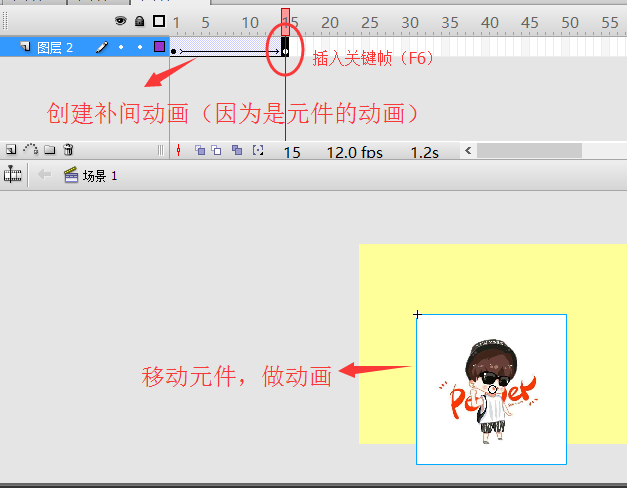 1 5 10 15 20 25 30 35 40 45 50 55
图层 2
插入关键帧（F6）
创建补间动画（因为是元件的动画）
15 12.0 fps 1.2s
场景 1
移动元件，做动画